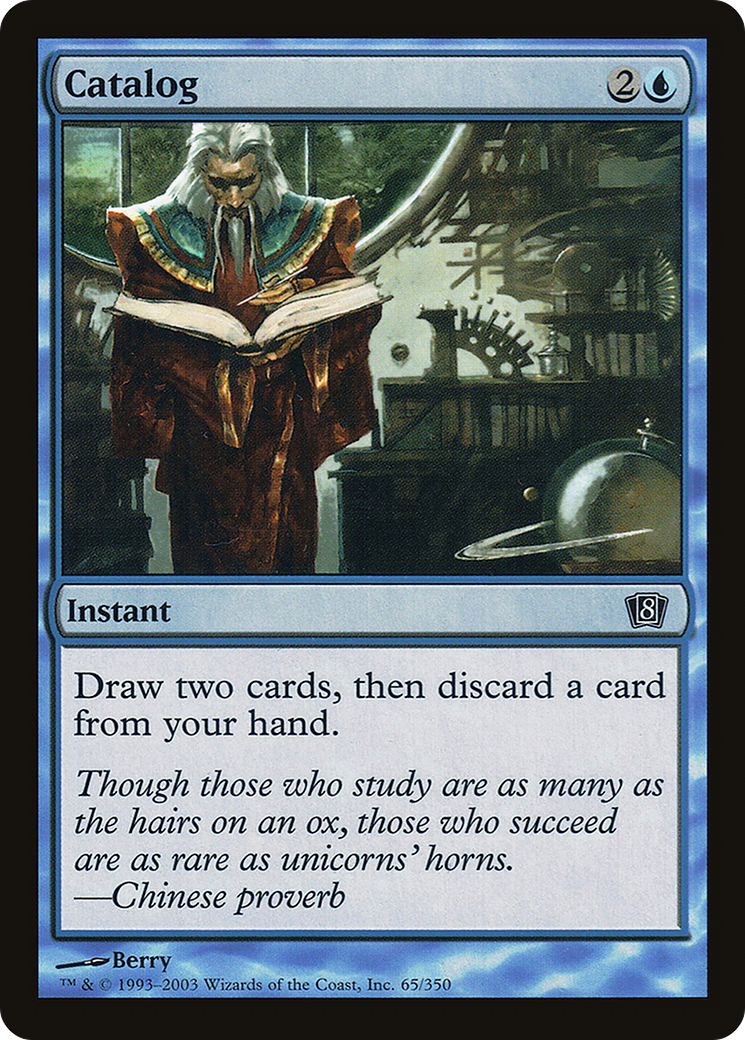 Catalog 2
Instant 8
Draw two cards, then discard a card
from your hand.
Though those who study are as many as
the hairs on an ox, those who succeed
are as rare as unicorns’ horns.
—Chinese proverb
Berry
™ & © 1993–2003 Wizards of the Coast, Inc. 65/350